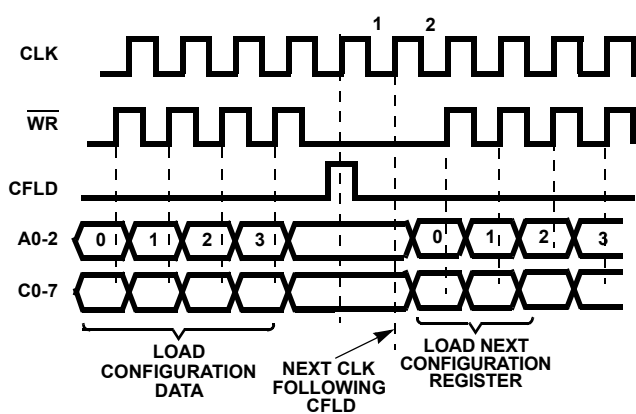 1 2
CLK
WR
CFLD
A0-2 0 1 2 3 0 1 2 3
C0-7
LOAD
CONFIGURATION
DATA
NEXT CLK
FOLLOWING
CFLD
LOAD NEXT
CONFIGURATION
REGISTER